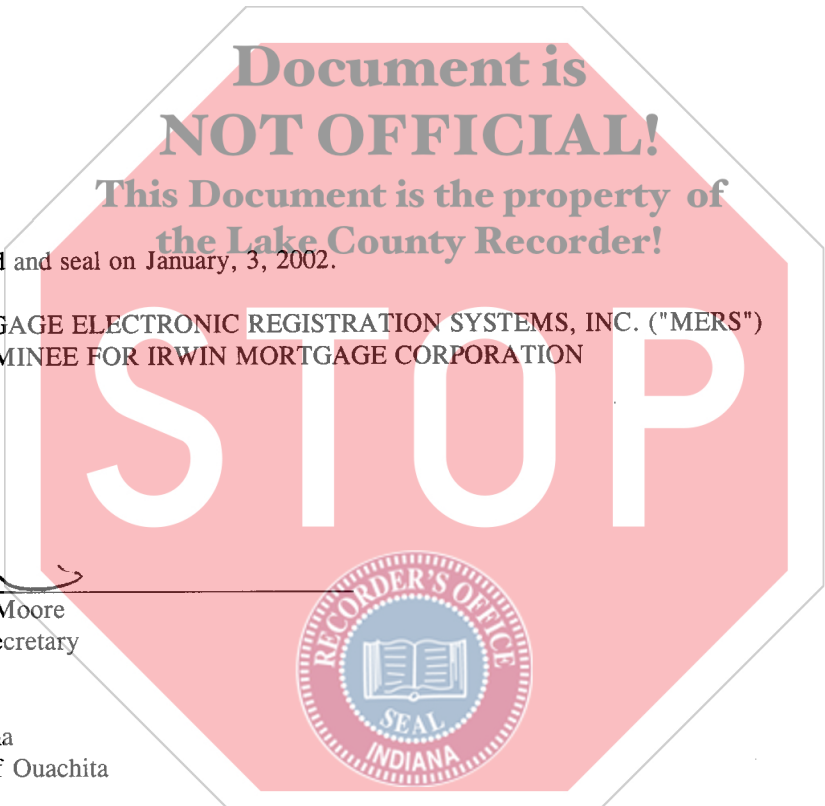 Document is
NOT OFFICIAL!
This Document is the property of
the Lake County Recorder!
and seal on January, 3, 2002.
GAGE ELECTRONIC REGISTRATION SYSTEMS, INC. ("MERS")
MINEE FOR IRWIN MORTGAGE CORPORATION
STOP
Moore
ecretary
RECORDER'S OFFICE
SEAL
INDIANA
a
Ouachita